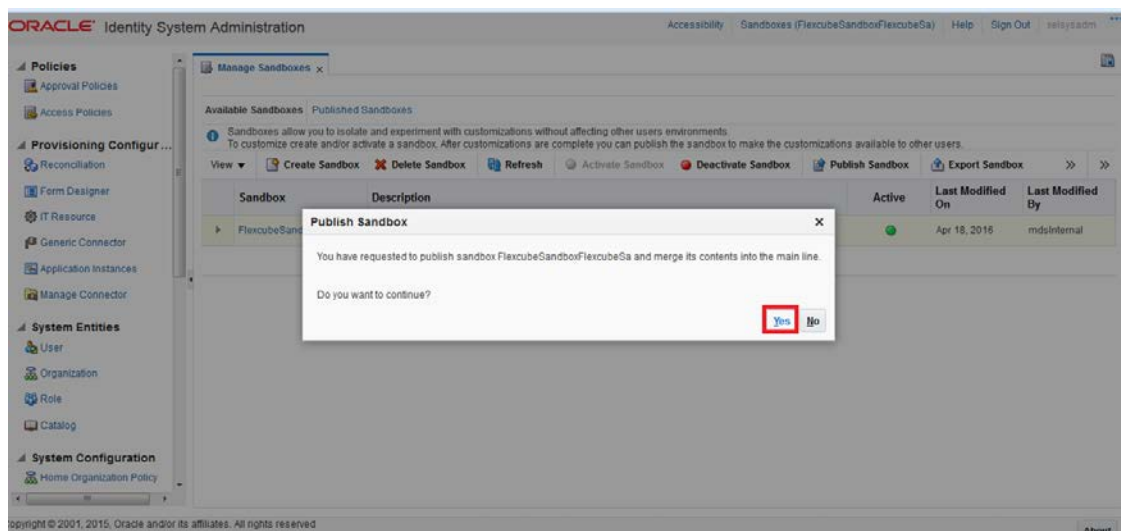 ORACLE Identity System Administration
Accessibility Sandboxes (FlexcubeSandboxFlexcubeSa) Help Sign Out xelsysadm
Policies
Approval Policies
Access Policies
Provisioning Configur...
Reconciliation
Form Designer
IT Resource
Generic Connector
Application Instances
Manage Connector
System Entities
User
Organization
Role
Catalog
System Configuration
Home Organization Policy
Manage Sandboxes x
Available Sandboxes Published Sandboxes
Sandboxes allow you to isolate and experiment with customizations without affecting other users environments.
To customize create and/or activate a sandbox. After customizations are complete you can publish the sandbox to make the customizations available to other users.
View Create Sandbox Delete Sandbox Refresh Activate Sandbox Deactivate Sandbox Publish Sandbox Export Sandbox » »
Sandbox Description Active Last Modified On Last Modified By
FlexcubeSand Apr 18, 2016 mdsInternal
Publish Sandbox x
You have requested to publish sandbox FlexcubeSandboxFlexcubeSa and merge its contents into the main line.
Do you want to continue?
Yes No
opyright © 2001, 2015, Oracle and/or its affiliates. All rights reserved
About